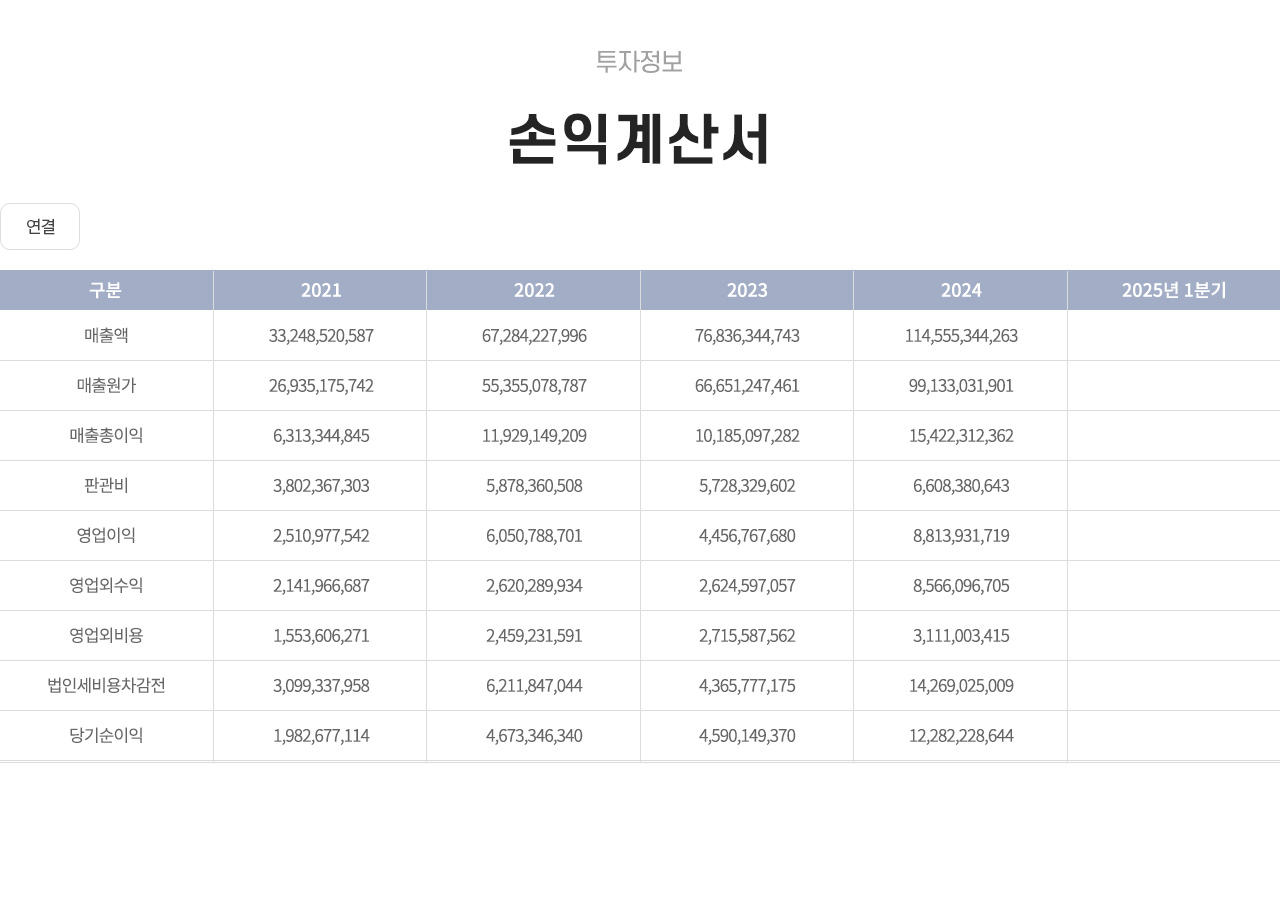 투자정보
손익계산서
연결
구분 2021 2022 2023 2024 2025년 1분기
매출액 33,248,520,587 67,284,227,996 76,836,344,743 114,555,344,263
매출원가 26,935,175,742 55,355,078,787 66,651,247,461 99,133,031,901
매출총이익 6,313,344,845 11,929,149,209 10,185,097,282 15,422,312,362
판관비 3,802,367,303 5,878,360,508 5,728,329,602 6,608,380,643
영업이익 2,510,977,542 6,050,788,701 4,456,767,680 8,813,931,719
영업외수익 2,141,966,687 2,620,289,934 2,624,597,057 8,566,096,705
영업외비용 1,553,606,271 2,459,231,591 2,715,587,562 3,111,003,415
법인세비용차감전 3,099,337,958 6,211,847,044 4,365,777,175 14,269,025,009
당기순이익 1,982,677,114 4,673,346,340 4,590,149,370 12,282,228,644